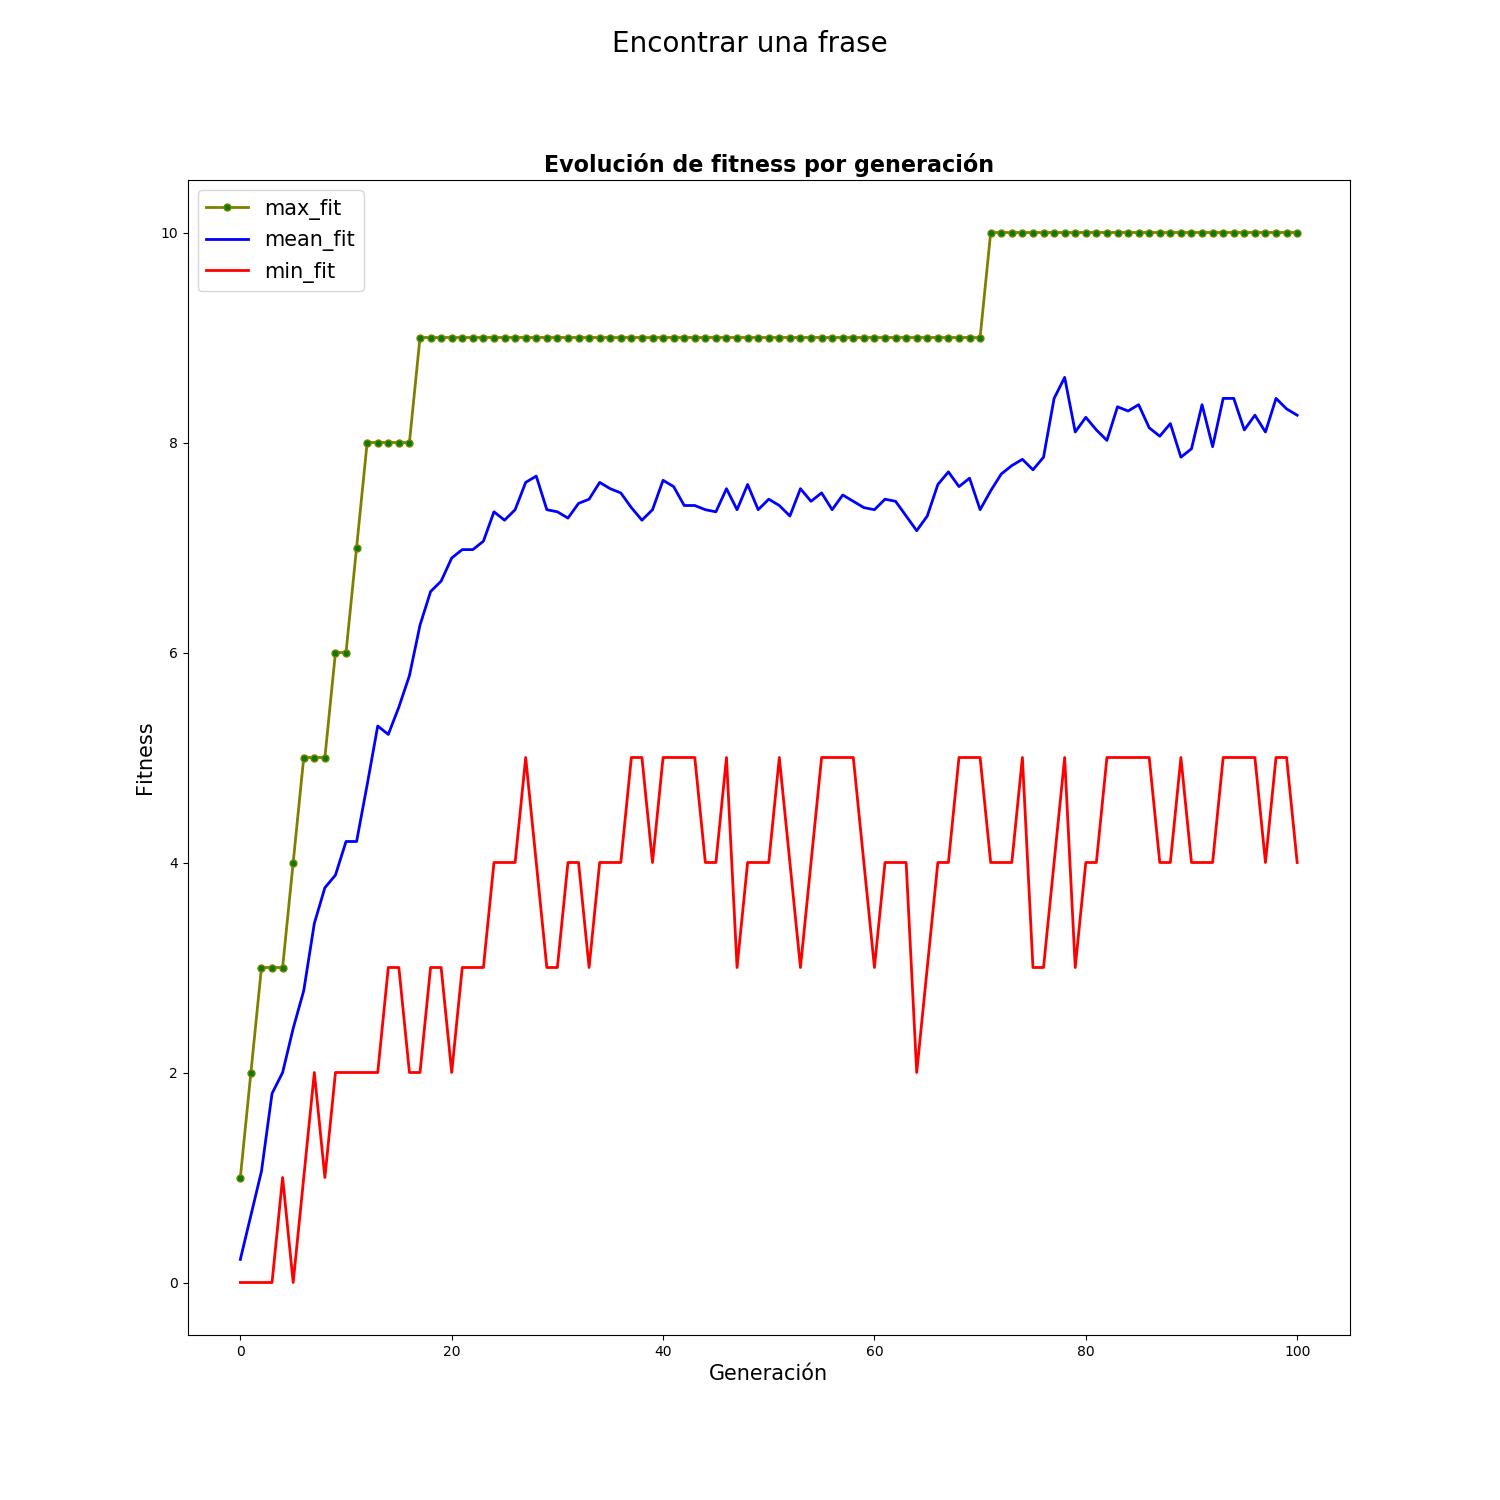 Encontrar una frase
Evolución de fitness por generación
max_fit
mean_fit
min_fit
10
8
6
4
2
0
Fitness
0 20 40 60 80 100
Generación